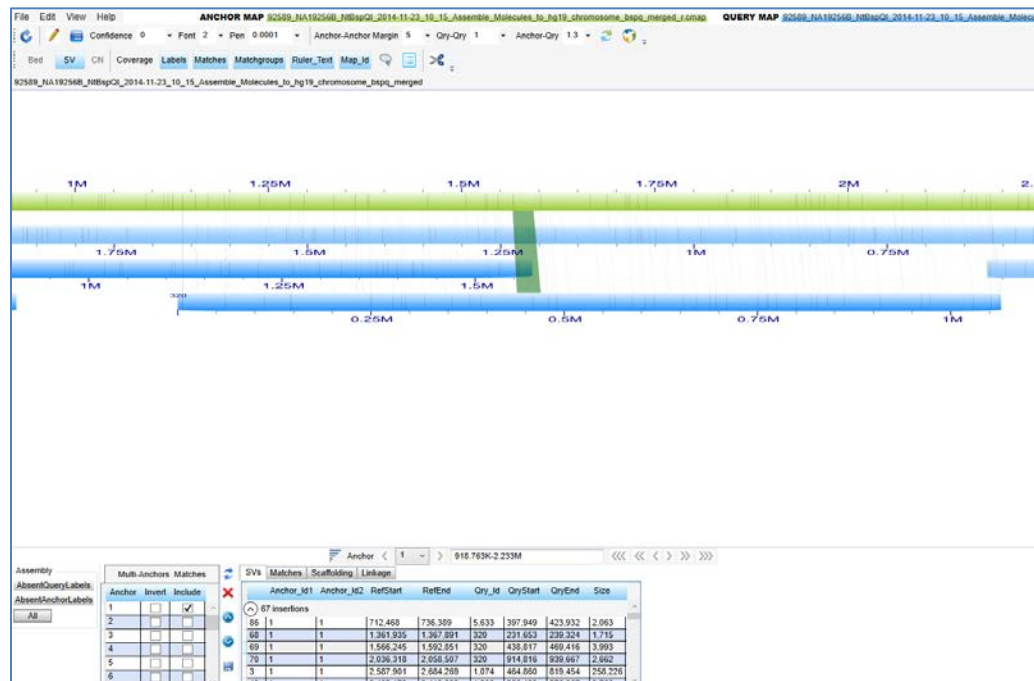 File Edit View Help ANCHOR MAP 92589_NA19256B_NtBspQI_2014-11-23_10_15_Assemble_Molecules_to_hg19_chromosome_bspq_merged_r.cmap QUERY MAP 92589_NA19256B_NtBspQI_2014-11-23_10_15_Assemble_Molecu
Confidence 0 Font 2 Pen 0.0001 Anchor-Anchor Margin 5 Qry-Qry 1 Anchor-Qry 1.3
Bed SV CN Coverage Labels Matches Matchgroups Ruler_Text Map_Id
92589_NA19256B_NtBspQI_2014-11-23_10_15_Assemble_Molecules_to_hg19_chromosome_bspq_merged
1M 1.25M 1.5M 1.75M 2M 2.
1.75M 1.5M 1.25M 1M 0.75M
1M 1.25M 1.5M
320
0.25M 0.5M 0.75M 1M
Anchor 1 918.763K-2.233M
Assembly Multi-Anchors Matches SVs Matches Scaffolding Linkage
AbsentQueryLabels
AbsentAnchorLabels
All
Anchor Invert Include
1
2
3
4
5
6
Anchor_Id1 Anchor_Id2 RefStart RefEnd Qry_Id QryStart QryEnd Size
67 insertions
86 1 1 712,468 736,389 5,633 397,949 423,932 2,063
68 1 1 1,361,935 1,367,891 320 231,653 239,324 1,715
69 1 1 1,566,245 1,592,851 320 438,817 469,416 3,993
70 1 1 2,036,318 2,058,507 320 914,816 939,667 2,662
3 1 1 2,587,901 2,684,269 1,074 464,860 819,454 258,226